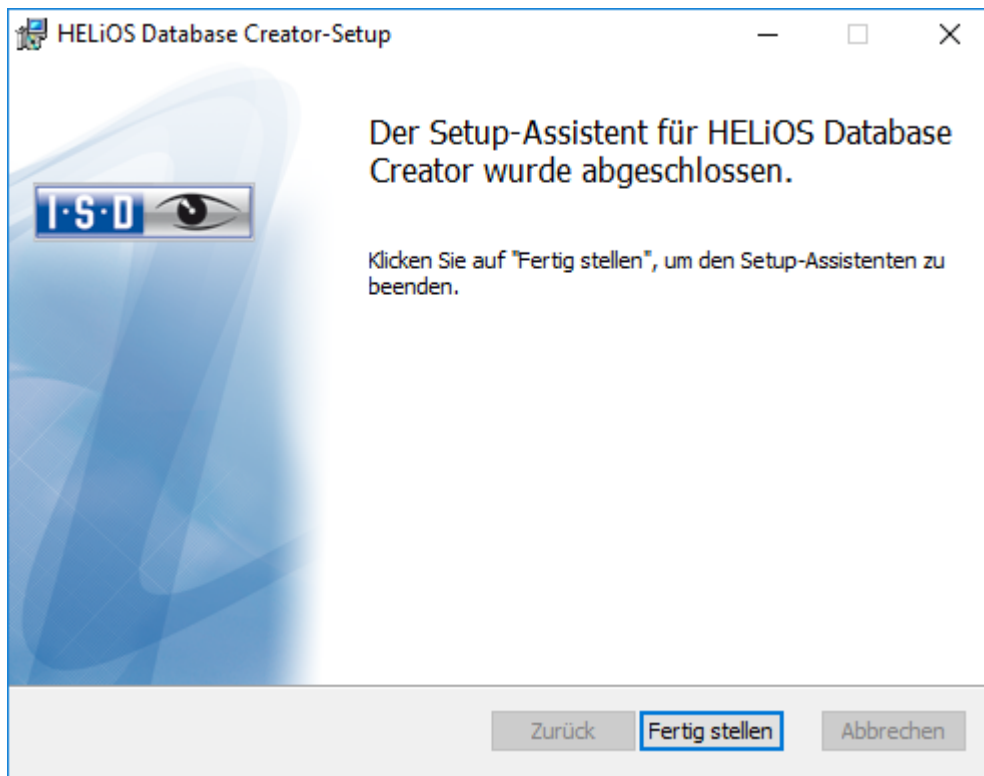 HELiOS Database Creator-Setup
Der Setup-Assistent für HELiOS Database
Creator wurde abgeschlossen.
I·S·D
Klicken Sie auf "Fertig stellen", um den Setup-Assistenten zu
beenden.
Zurück
Fertig stellen
Abbrechen